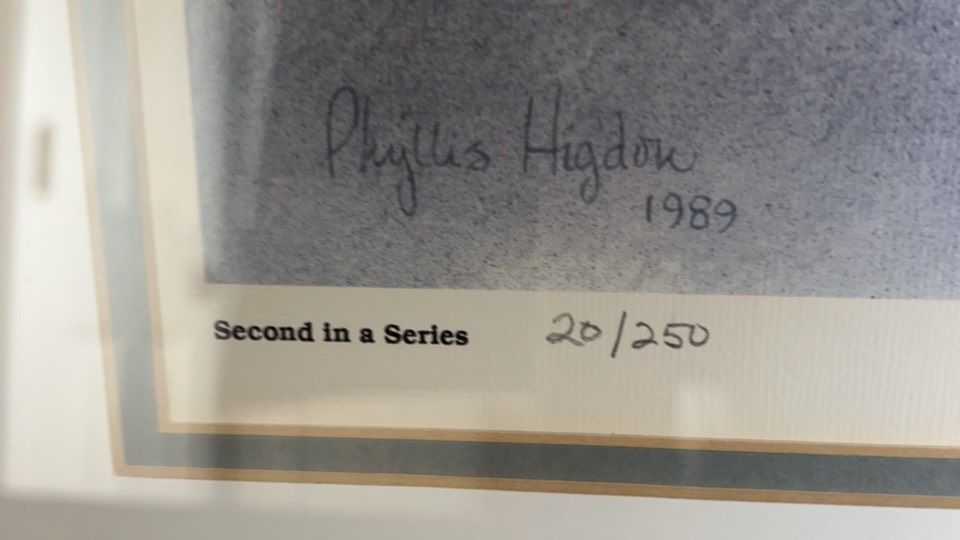 Phyllis Higdon
1989
Second in a Series 20/250